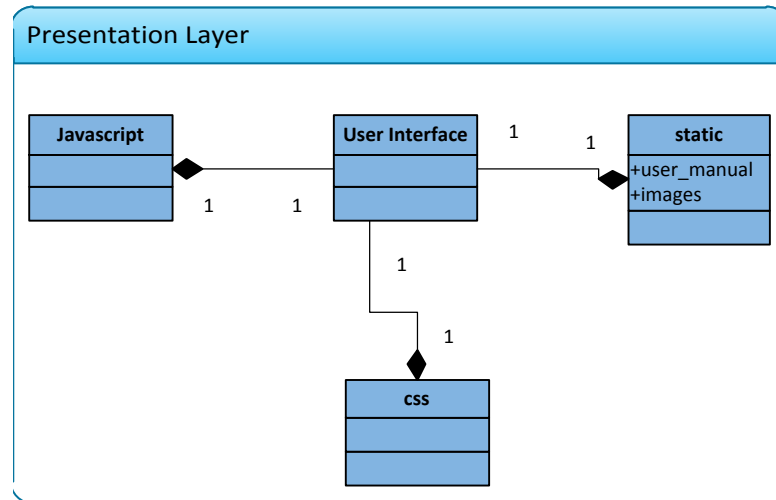 Presentation Layer
Javascript
User Interface
static
+user_manual
+images
1
1
1
1
1
1
css